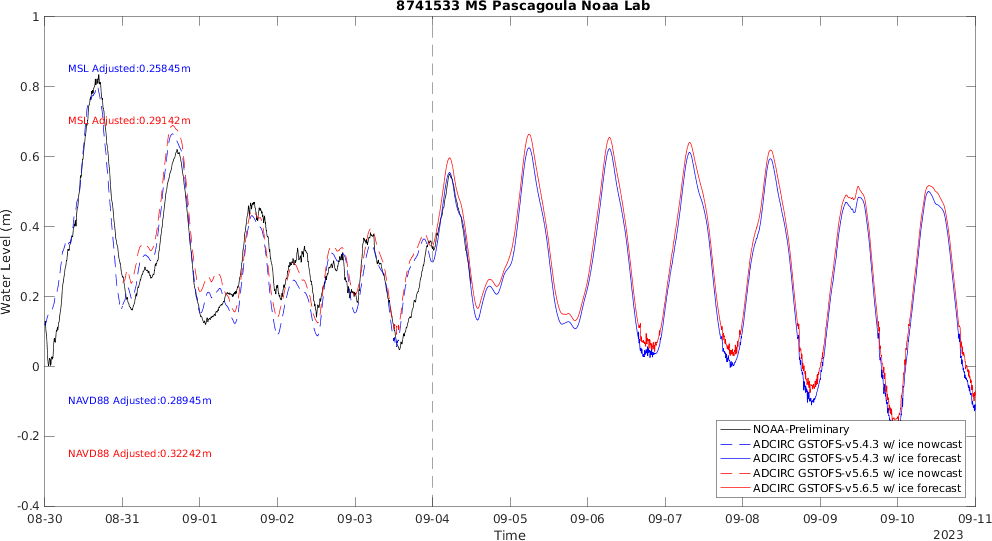 8741533 MS Pascagoula Noaa Lab
1
0.8
0.6
0.4
0.2
0
-0.2
-0.4
Water Level (m)
MSL Adjusted:0.25845m
MSL Adjusted:0.29142m
NAVD88 Adjusted:0.28945m
NAVD88 Adjusted:0.32242m
NOAA-Preliminary
ADCIRC GSTOFS-v5.4.3 w/ ice nowcast
ADCIRC GSTOFS-v5.4.3 w/ ice forecast
ADCIRC GSTOFS-v5.6.5 w/ ice nowcast
ADCIRC GSTOFS-v5.6.5 w/ ice forecast
08-30 08-31 09-01 09-02 09-03 09-04 09-05 09-06 09-07 09-08 09-09 09-10 09-11
Time
2023